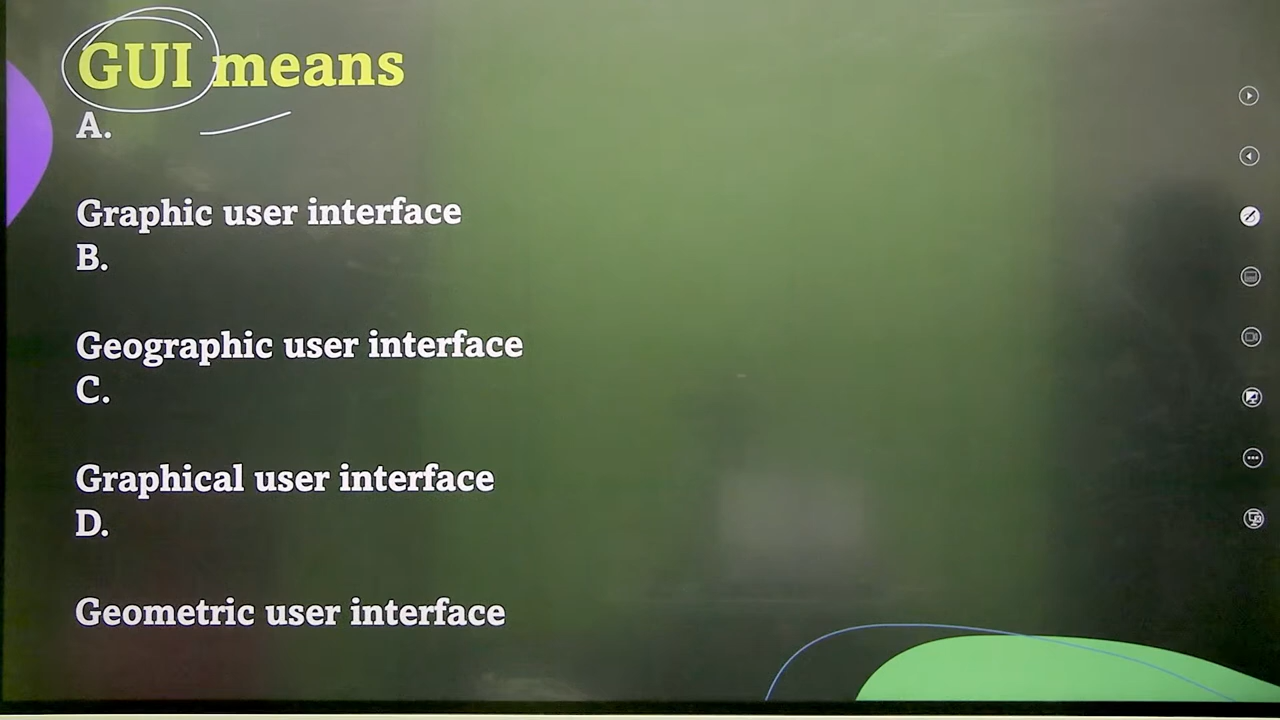 GUI means
A.
Graphic user interface
B.
Geographic user interface
C.
Graphical user interface
D.
Geometric user interface